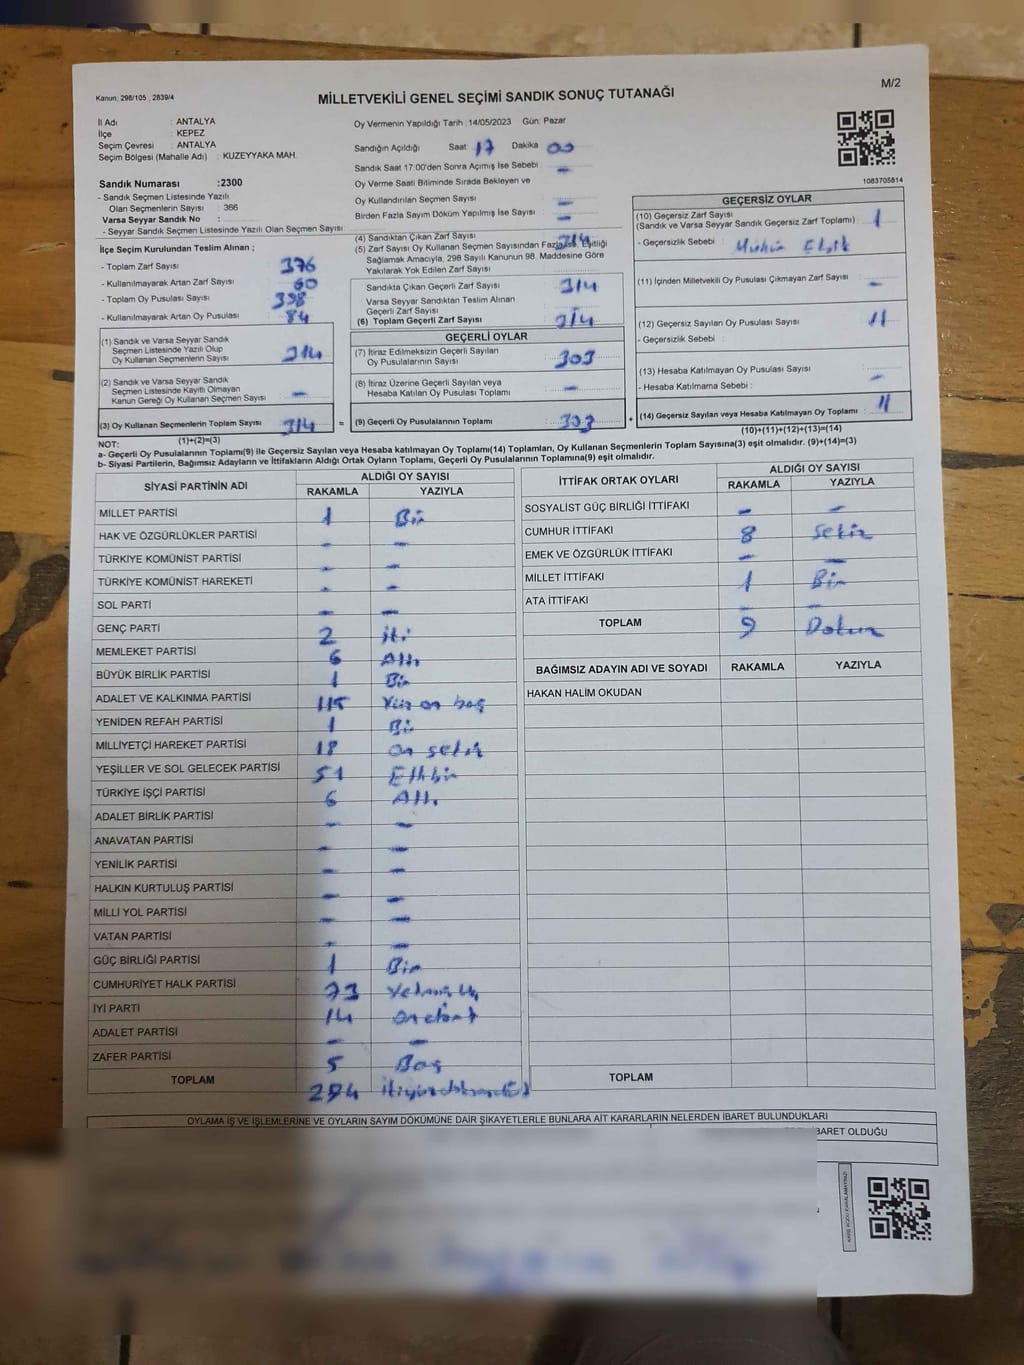 Kanun: 298/105 , 2839/4
M/2
MİLLETVEKİLİ GENEL SEÇİMİ SANDIK SONUÇ TUTANAĞI
İl Adı : ANTALYA
İlçe : KEPEZ
Seçim Çevresi : ANTALYA
Seçim Bölgesi (Mahalle Adı) : KUZEYYAKA MAH.
Sandık Numarası :2300
- Sandık Seçmen Listesinde Yazılı
Olan Seçmenlerin Sayısı : 366
Varsa Seyyar Sandık No :
- Seyyar Sandık Seçmen Listesinde Yazılı Olan Seçmen Sayısı:
Oy Vermenin Yapıldığı Tarih :14/05/2023 Gün: Pazar
Sandığın Açıldığı Saat: 17 Dakika 00
Sandık Saat 17:00'den Sonra Açımış İse Sebebi : -
Oy Verme Saati Bitiminde Sırada Bekleyen ve
Oy Kullandırılan Seçmen Sayısı : -
Birden Fazla Sayım Döküm Yapılmış İse Sayısı : -
1083705814
İlçe Seçim Kurulundan Teslim Alınan ;
- Toplam Zarf Sayısı : 376
- Kullanılmayarak Artan Zarf Sayısı : 60
- Toplam Oy Pusulası Sayısı : 398
- Kullanılmayarak Artan Oy Pusulası : 84
(1) Sandık ve Varsa Seyyar Sandık
Seçmen Listesinde Yazılı Olup
Oy Kullanan Seçmenlerin Sayısı : 314
(2) Sandık ve Varsa Seyyar Sandık
Seçmen Listesinde Kayıtlı Olmayan
Kanun Gereği Oy Kullanan Seçmen Sayısı : -
(3) Oy Kullanan Seçmenlerin Toplam Sayısı : 314
(1)+(2)=(3)
(4) Sandıktan Çıkan Zarf Sayısı : 314
(5) Zarf Sayısı Oy Kullanan Seçmen Sayısından Fazla ise, Eşitliği
Sağlamak Amacıyla, 298 Sayılı Kanunun 98. Maddesine Göre
Yakılarak Yok Edilen Zarf Sayısı :
Sandıkta Çıkan Geçerli Zarf Sayısı : 314
Varsa Seyyar Sandıktan Teslim Alınan
Geçerli Zarf Sayısı :
(6) Toplam Geçerli Zarf Sayısı : 314
GEÇERLİ OYLAR
(7) İtiraz Edilmeksizin Geçerli Sayılan
Oy Pusulalarının Sayısı : 303
(8) İtiraz Üzerine Geçerli Sayılan veya
Hesaba Katılan Oy Pusulası Toplamı : -
= (9) Geçerli Oy Pusulalarının Toplamı : 303
GEÇERSİZ OYLAR
(10) Geçersiz Zarf Sayısı
(Sandık ve Varsa Seyyar Sandık Geçersiz Zarf Toplamı) : 1
- Geçersizlik Sebebi : Mühür Eksik
(11) İçinden Milletvekili Oy Pusulası Çıkmayan Zarf Sayısı : -
(12) Geçersiz Sayılan Oy Pusulası Sayısı : 11
- Geçersizlik Sebebi :
(13) Hesaba Katılmayan Oy Pusulası Sayısı : -
- Hesaba Katılmama Sebebi :
+ (14) Geçersiz Sayılan veya Hesaba Katılmayan Oy Toplamı : 11
(10)+(11)+(12)+(13)=(14)
NOT:
a- Geçerli Oy Pusulasının Toplamı(9) ile Geçersiz Sayılan veya Hesaba katılmayan Oy Toplamı(14) Toplamları, Oy Kullanan Seçmenlerin Toplam Sayısına(3) eşit olmalıdır. (9)+(14)=(3)
b- Siyasi Partilerin, Bağımsız Adayların ve İttifakların Aldığı Ortak Oyların Toplamı, Geçerli Oy Pusulalarının Toplamına(9) eşit olmalıdır.
SİYASİ PARTİNİN ADI ALDIĞI OY SAYISI
RAKAMLA YAZIYLA
MİLLET PARTİSİ 1 Bir
HAK VE ÖZGÜRLÜKLER PARTİSİ - -
TÜRKİYE KOMÜNİST PARTİSİ - -
TÜRKİYE KOMÜNİST HAREKETİ - -
SOL PARTİ - -
GENÇ PARTİ 2 iki
MEMLEKET PARTİSİ 6 Altı
BÜYÜK BİRLİK PARTİSİ 1 Bir
ADALET VE KALKINMA PARTİSİ 115 Yüz on beş
YENİDEN REFAH PARTİSİ 1 Bir
MİLLİYETÇİ HAREKET PARTİSİ 18 on sekiz
YEŞİLLER VE SOL GELECEK PARTİSİ 51 Elli bir
TÜRKİYE İŞÇİ PARTİSİ 6 Altı
ADALET BİRLİK PARTİSİ - -
ANAVATAN PARTİSİ - -
YENİLİK PARTİSİ - -
HALKIN KURTULUŞ PARTİSİ - -
MİLLİ YOL PARTİSİ - -
VATAN PARTİSİ - -
GÜÇ BİRLİĞİ PARTİSİ 1 Bir
CUMHURİYET HALK PARTİSİ 73 Yetmiş üç
İYİ PARTİ 14 on dört
ADALET PARTİSİ - -
ZAFER PARTİSİ 5 Beş
TOPLAM 294 ikiyüzdoksandört
İTTİFAK ORTAK OYLARI ALDIĞI OY SAYISI
RAKAMLA YAZIYLA
SOSYALİST GÜÇ BİRLİĞİ İTTİFAKI - -
CUMHUR İTTİFAKI 8 sekiz
EMEK VE ÖZGÜRLÜK İTTİFAKI - -
MİLLET İTTİFAKI 1 Bir
ATA İTTİFAKI - -
TOPLAM 9 Dokuz
BAĞIMSIZ ADAYIN ADI VE SOYADI RAKAMLA YAZIYLA
HAKAN HALİM OKUDAN
TOPLAM
OYLAMA İŞ VE İŞLEMLERİNE VE OYLARIN SAYIM DÖKÜMÜNE DAİR ŞİKAYETLERLE BUNLARA AİT KARARLARIN NELERDEN İBARET BULUNDUKLARI
İBARET OLDUĞU